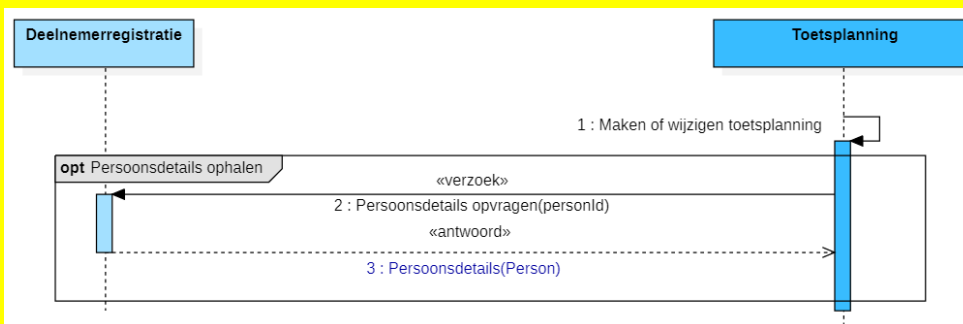 Deelnemerregistratie
Toetsplanning
1 : Maken of wijzigen toetsplanning
opt Persoonsdetails ophalen
«verzoek»
2 : Persoonsdetails opvragen(personId)
«antwoord»
3 : Persoonsdetails(Person)